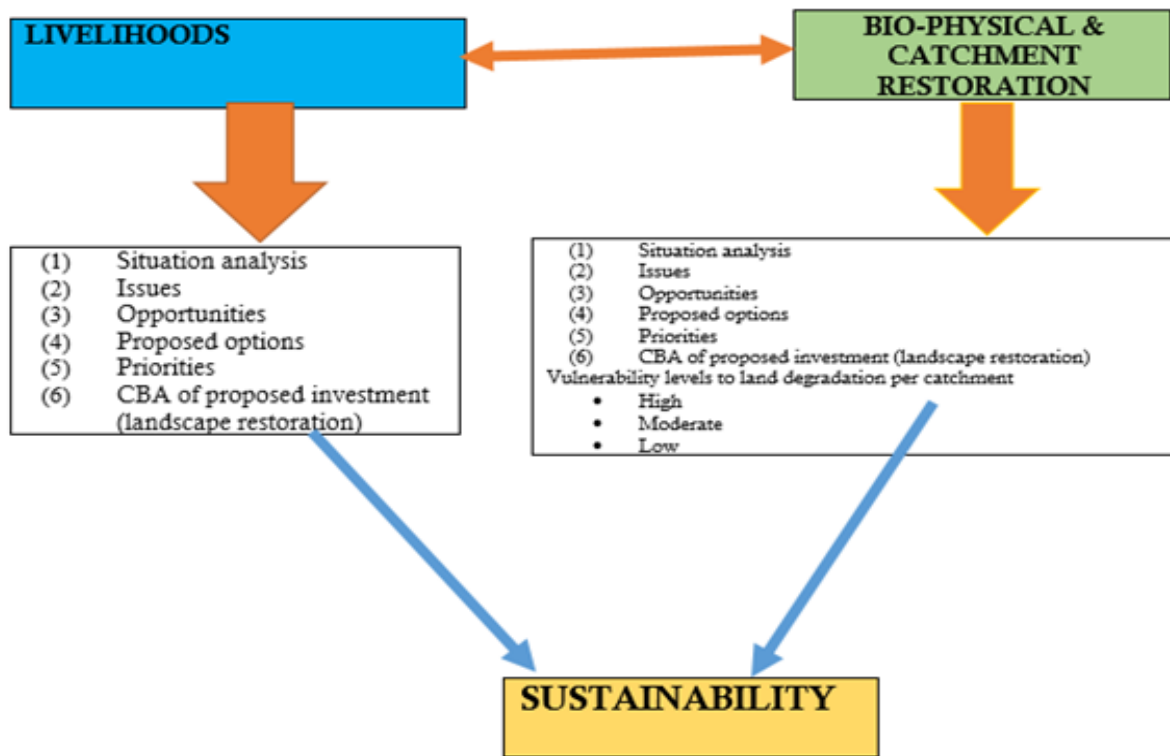 LIVELIHOODS
BIO-PHYSICAL &
CATCHMENT
RESTORATION
(1) Situation analysis
(2) Issues
(3) Opportunities
(4) Proposed options
(5) Priorities
(6) CBA of proposed investment
(landscape restoration)
(1) Situation analysis
(2) Issues
(3) Opportunities
(4) Proposed options
(5) Priorities
(6) CBA of proposed investment (landscape restoration)
Vulnerability levels to land degradation per catchment
• High
• Moderate
• Low
SUSTAINABILITY